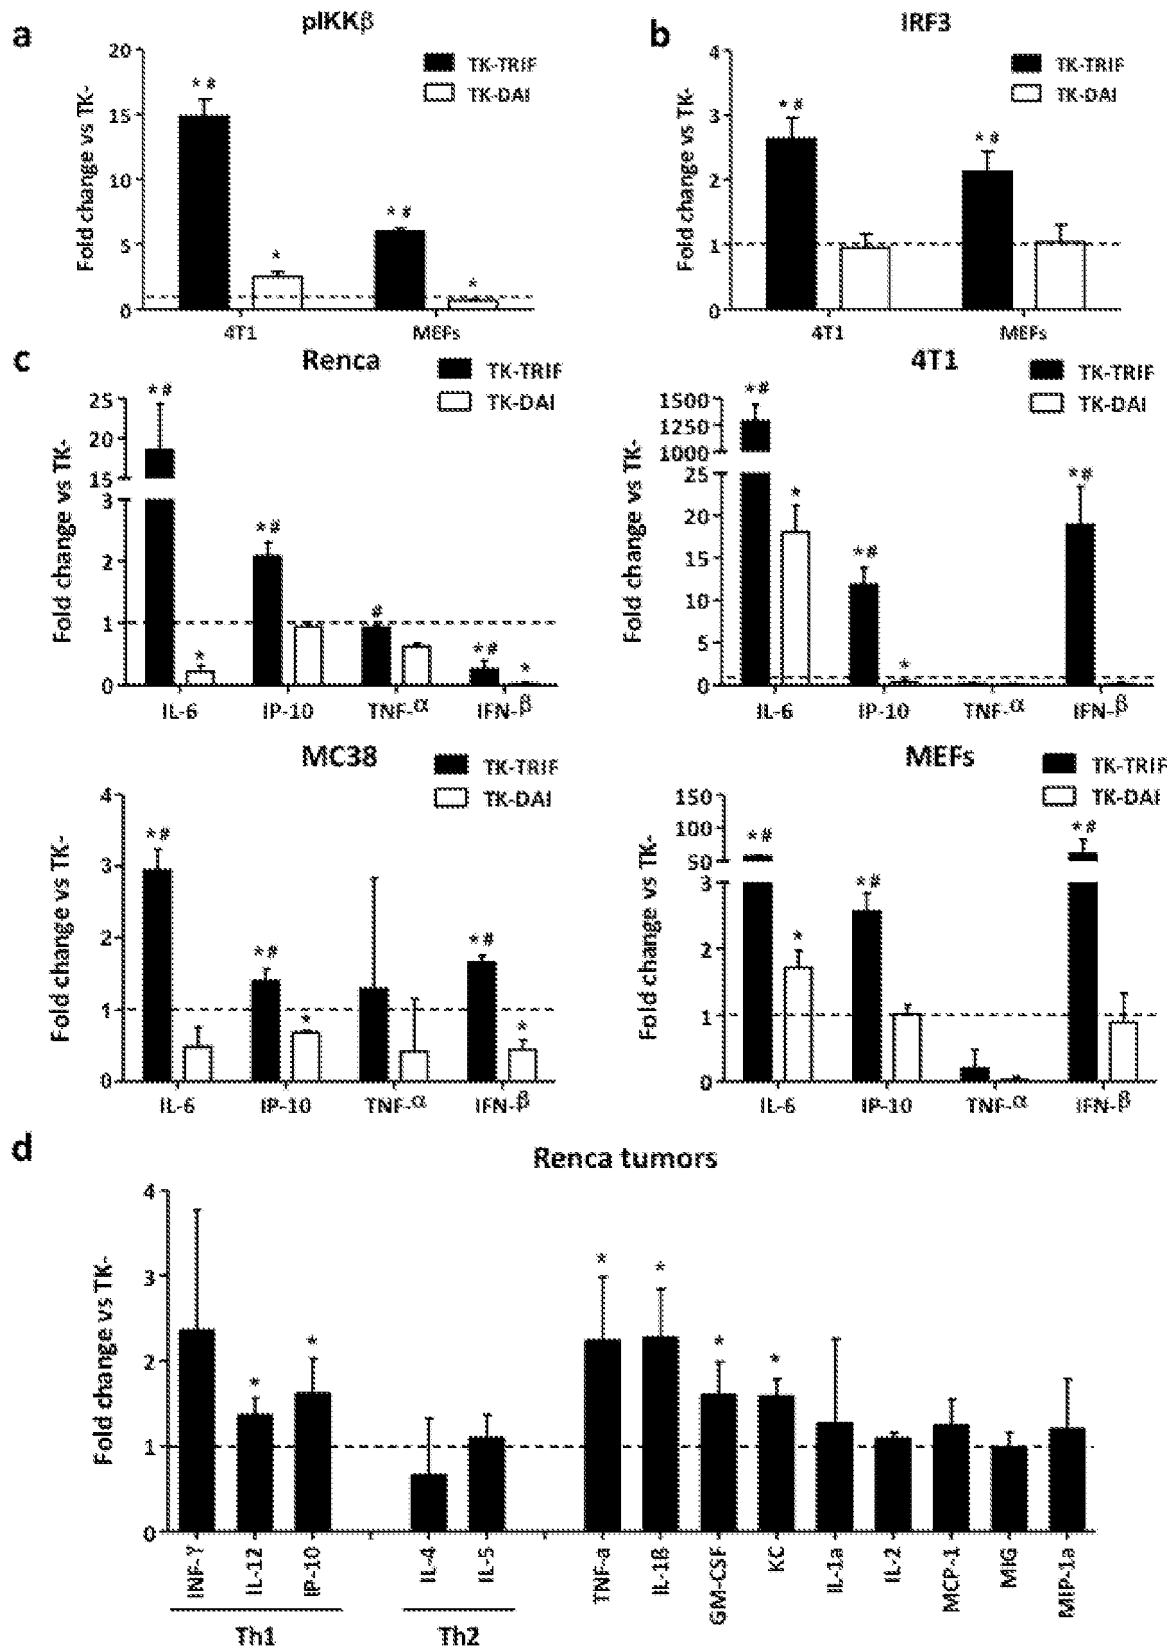 a
pIKKβ
Fold change vs TK-
20
15
10
5
0
* #
*
* #
*
TK-TRIF
TK-DAI
4T1
MEFs
b
IRF3
Fold change vs TK-
4
3
2
1
0
* #
* #
TK-TRIF
TK-DAI
4T1
MEFs
c
Renca
TK-TRIF
TK-DAI
Fold change vs TK-
25
20
15
3
2
1
0
*#
*
*#
#
*#
*
IL-6
IP-10
TNF-α
IFN-β
4T1
TK-TRIF
TK-DAI
Fold change vs TK-
1500
1250
1000
25
20
15
10
5
0
*#
*
*#
*
*#
IL-6
IP-10
TNF-α
IFN-β
MC38
TK-TRIF
TK-DAI
Fold change vs TK-
4
3
2
1
0
*#
*#
*
*#
*
IL-6
IP-10
TNF-α
IFN-β
MEFs
TK-TRIF
TK-DAI
Fold change vs TK-
150
100
50
3
2
1
0
*#
*
*#
*
*#
IL-6
IP-10
TNF-α
IFN-β
d
Renca tumors
Fold change vs TK-
4
3
2
1
0
*
*
*
*
*
*
INF-γ
IL-12
IP-10
IL-4
IL-5
TNF-a
IL-1ß
GM-CSF
KC
IL-1a
IL-2
MCP-1
MIG
MIP-1a
Th1
Th2